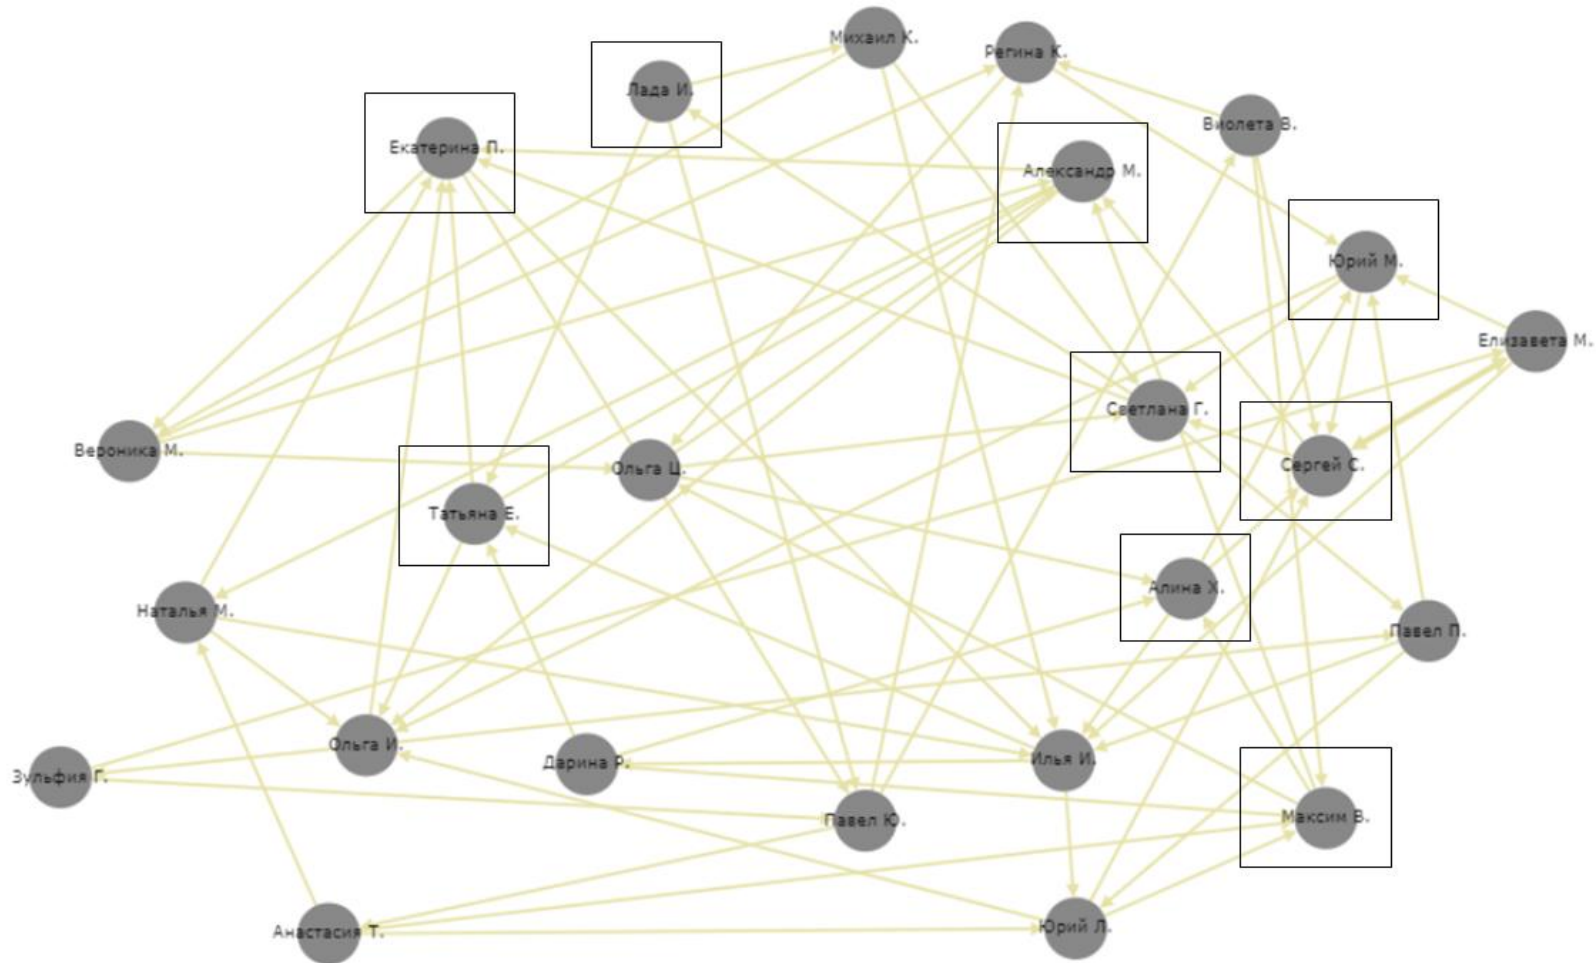 Михаил К.
Регина К.
Лада И.
Виолета В.
Екатерина П.
Александр М.
Юрий М.
Елизавета М.
Светлана Г.
Вероника М.
Ольга Ц.
Сергей С.
Татьяна Е.
Алина Х.
Наталья М.
Павел П.
Ольга И.
Дарина Р.
Илья И.
Зульфия Г.
Павел Ю.
Максим В.
Анастасия Т.
Юрий Л.